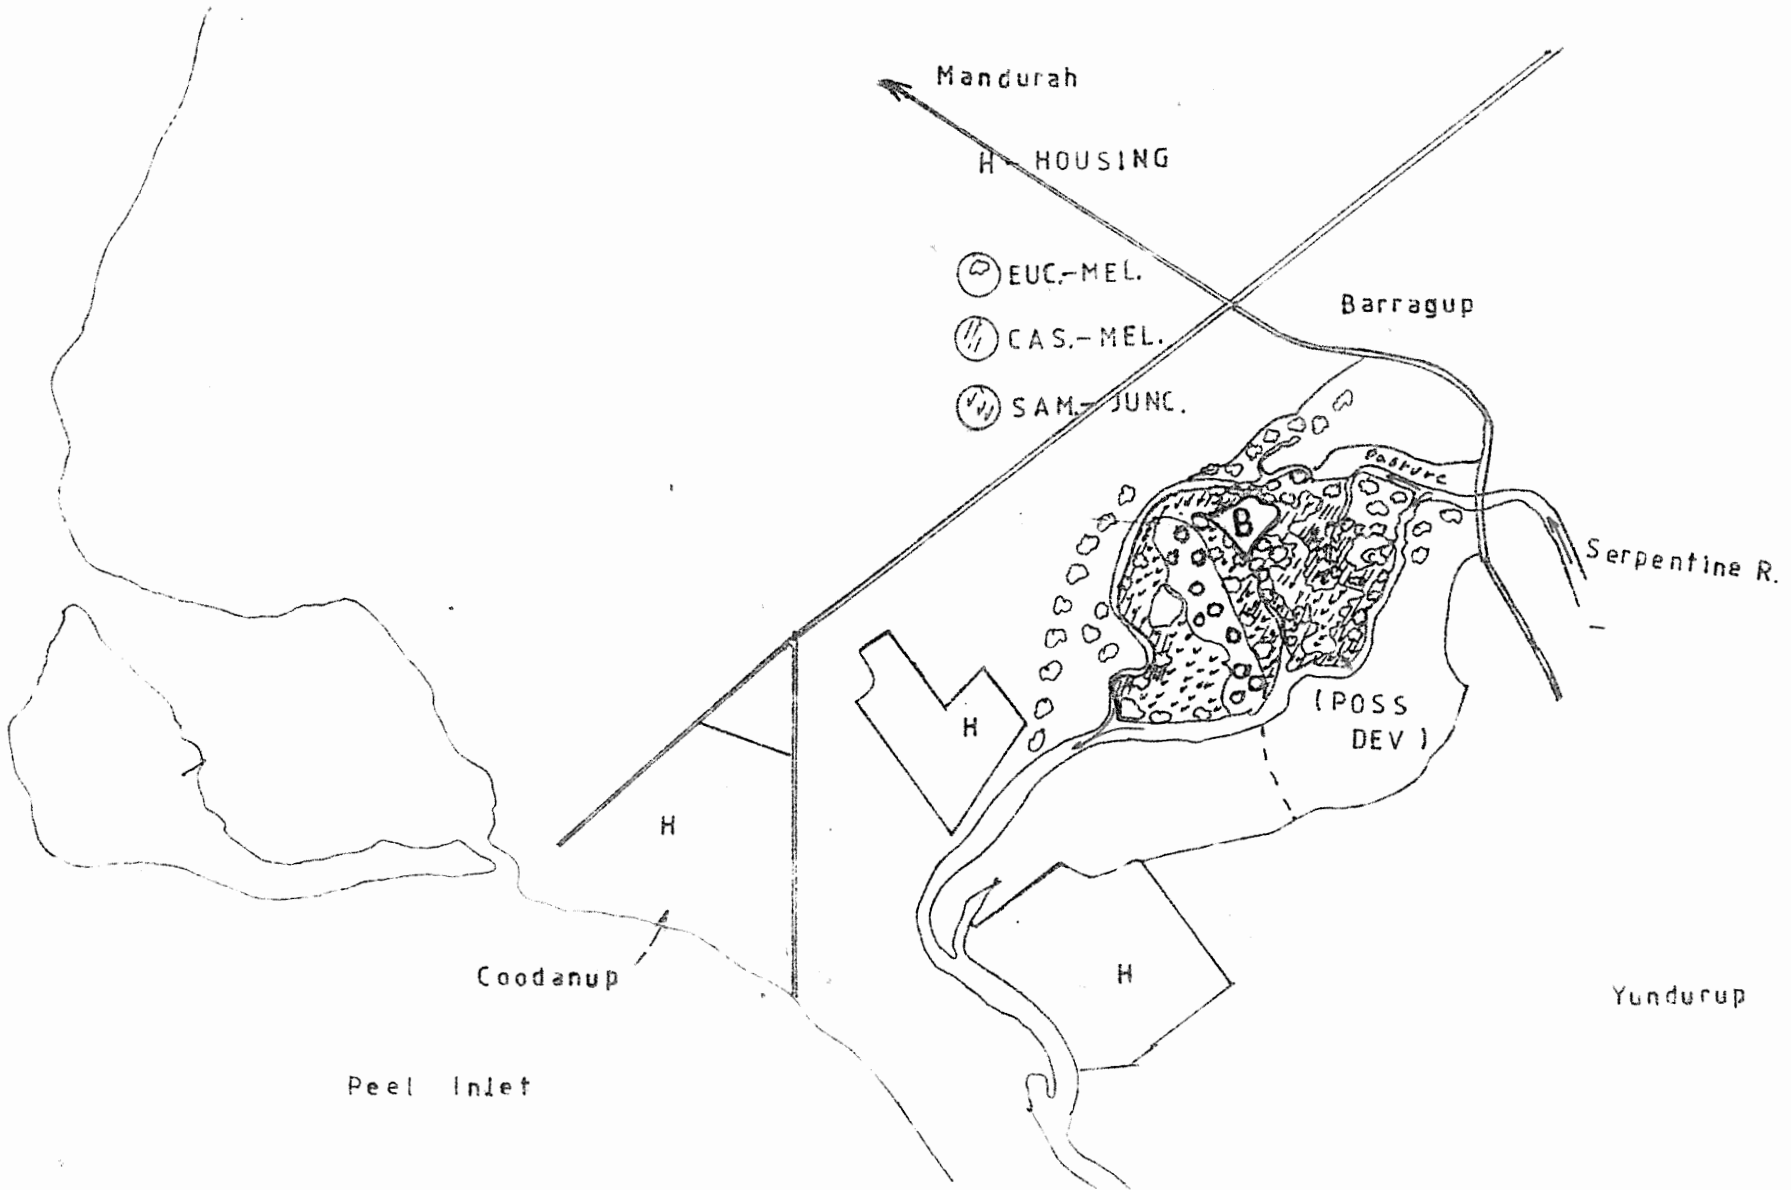 Mandurah
H - HOUSING
EUC.-MEL.
Barragup
CAS.-MEL.
SAM.- JUNC.
Pasture
B
Serpentine R.
(POSS
DEV)
H
H
Coodanup
H
Yundurup
Peel Inlet